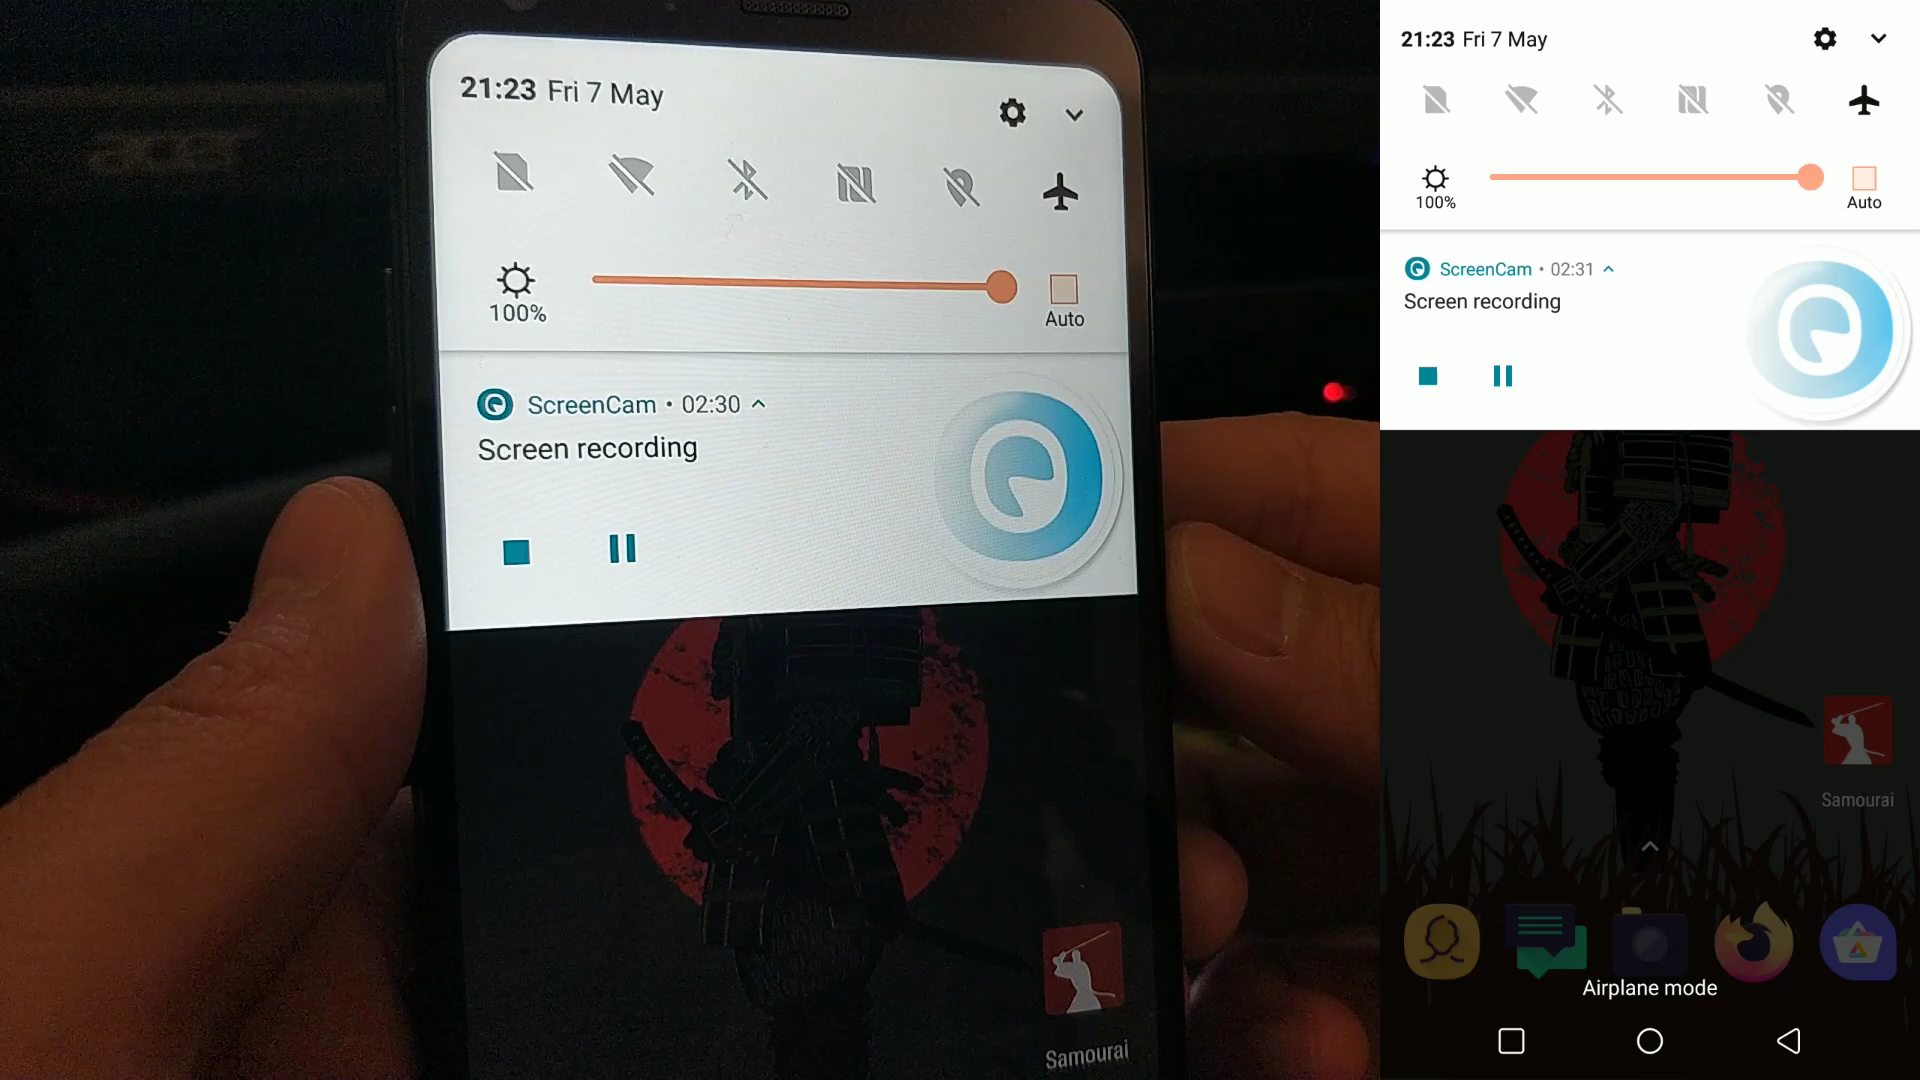 acer
21:23 Fri 7 May
100%
Auto
ScreenCam • 02:30
Screen recording
Samourai
21:23 Fri 7 May
100%
Auto
ScreenCam • 02:31
Screen recording
Samourai
Airplane mode